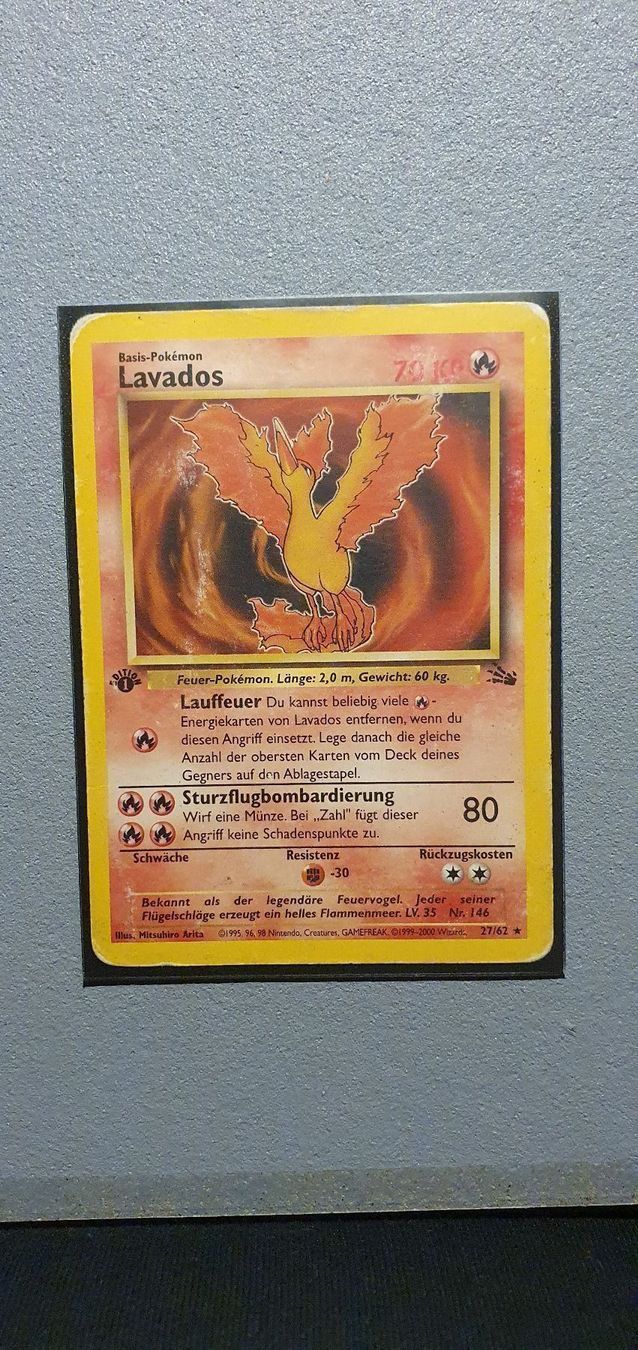 Basis-Pokémon
Lavados
70 KP
EDITION
1
Feuer-Pokémon. Länge: 2,0 m, Gewicht: 60 kg.
Lauffeuer Du kannst beliebig viele -
Energiekarten von Lavados entfernen, wenn du
diesen Angriff einsetzt. Lege danach die gleiche
Anzahl der obersten Karten vom Deck deines
Gegners auf den Ablagestapel.
Sturzflugbombardierung
80
Wirf eine Münze. Bei „Zahl" fügt dieser
Angriff keine Schadenspunkte zu.
Schwäche Resistenz Rückzugskosten
-30
Bekannt als der legendäre Feuervogel. Jeder seiner
Flügelschläge erzeugt ein helles Flammenmeer. LV. 35 Nr. 146
Illus. Mitsuhiro Arita ©1995, 96, 98 Nintendo, Creatures, GAMEFREAK. ©1999-2000 Wizards. 27/62 ★